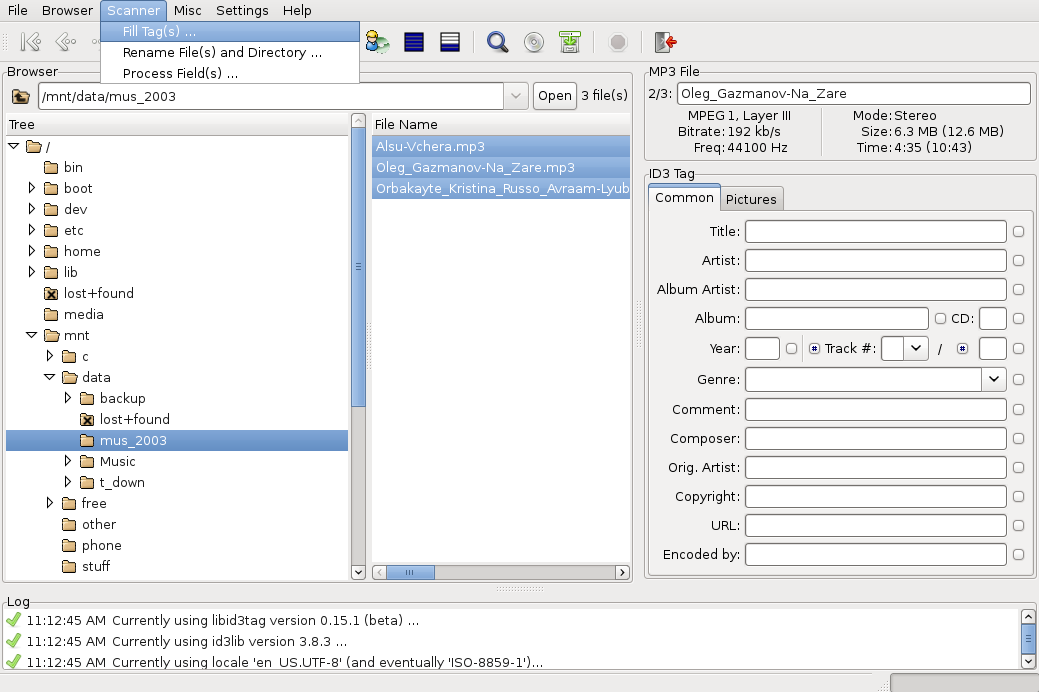 File Browser Scanner Misc Settings Help
Fill Tag(s) ...
Rename File(s) and Directory ...
Process Field(s) ...
Browser
/mnt/data/mus_2003 Open 3 file(s)
Tree
/
bin
boot
dev
etc
home
lib
lost+found
media
mnt
c
data
backup
lost+found
mus_2003
Music
t_down
free
other
phone
stuff
File Name
Alsu-Vchera.mp3
Oleg_Gazmanov-Na_Zare.mp3
Orbakayte_Kristina_Russo_Avraam-Lyub
MP3 File
2/3: Oleg_Gazmanov-Na_Zare
MPEG 1, Layer III Mode: Stereo
Bitrate: 192 kb/s Size: 6.3 MB (12.6 MB)
Freq: 44100 Hz Time: 4:35 (10:43)
ID3 Tag
Common Pictures
Title:
Artist:
Album Artist:
Album: CD:
Year: Track #: /
Genre:
Comment:
Composer:
Orig. Artist:
Copyright:
URL:
Encoded by:
Log
11:12:45 AM Currently using libid3tag version 0.15.1 (beta) ...
11:12:45 AM Currently using id3lib version 3.8.3 ...
11:12:45 AM Currently using locale 'en_US.UTF-8' (and eventually 'ISO-8859-1')...